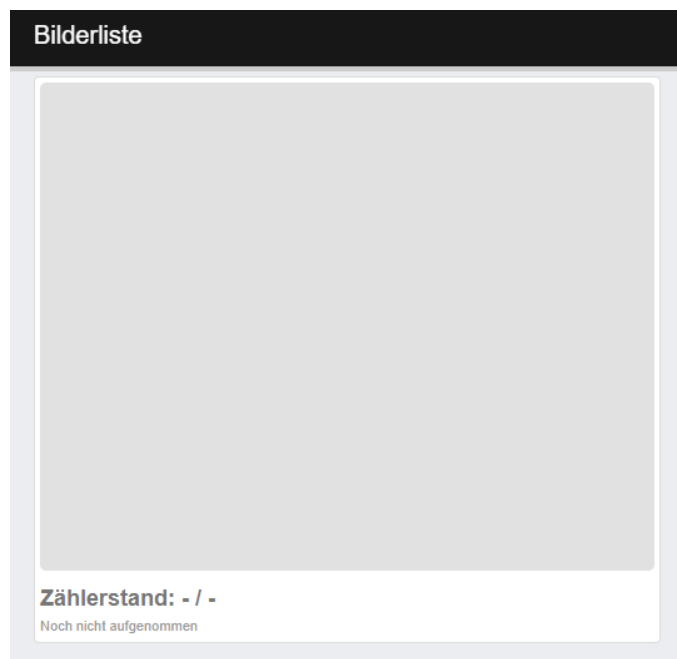 Bilderliste
Zählerstand: - / -
Noch nicht aufgenommen